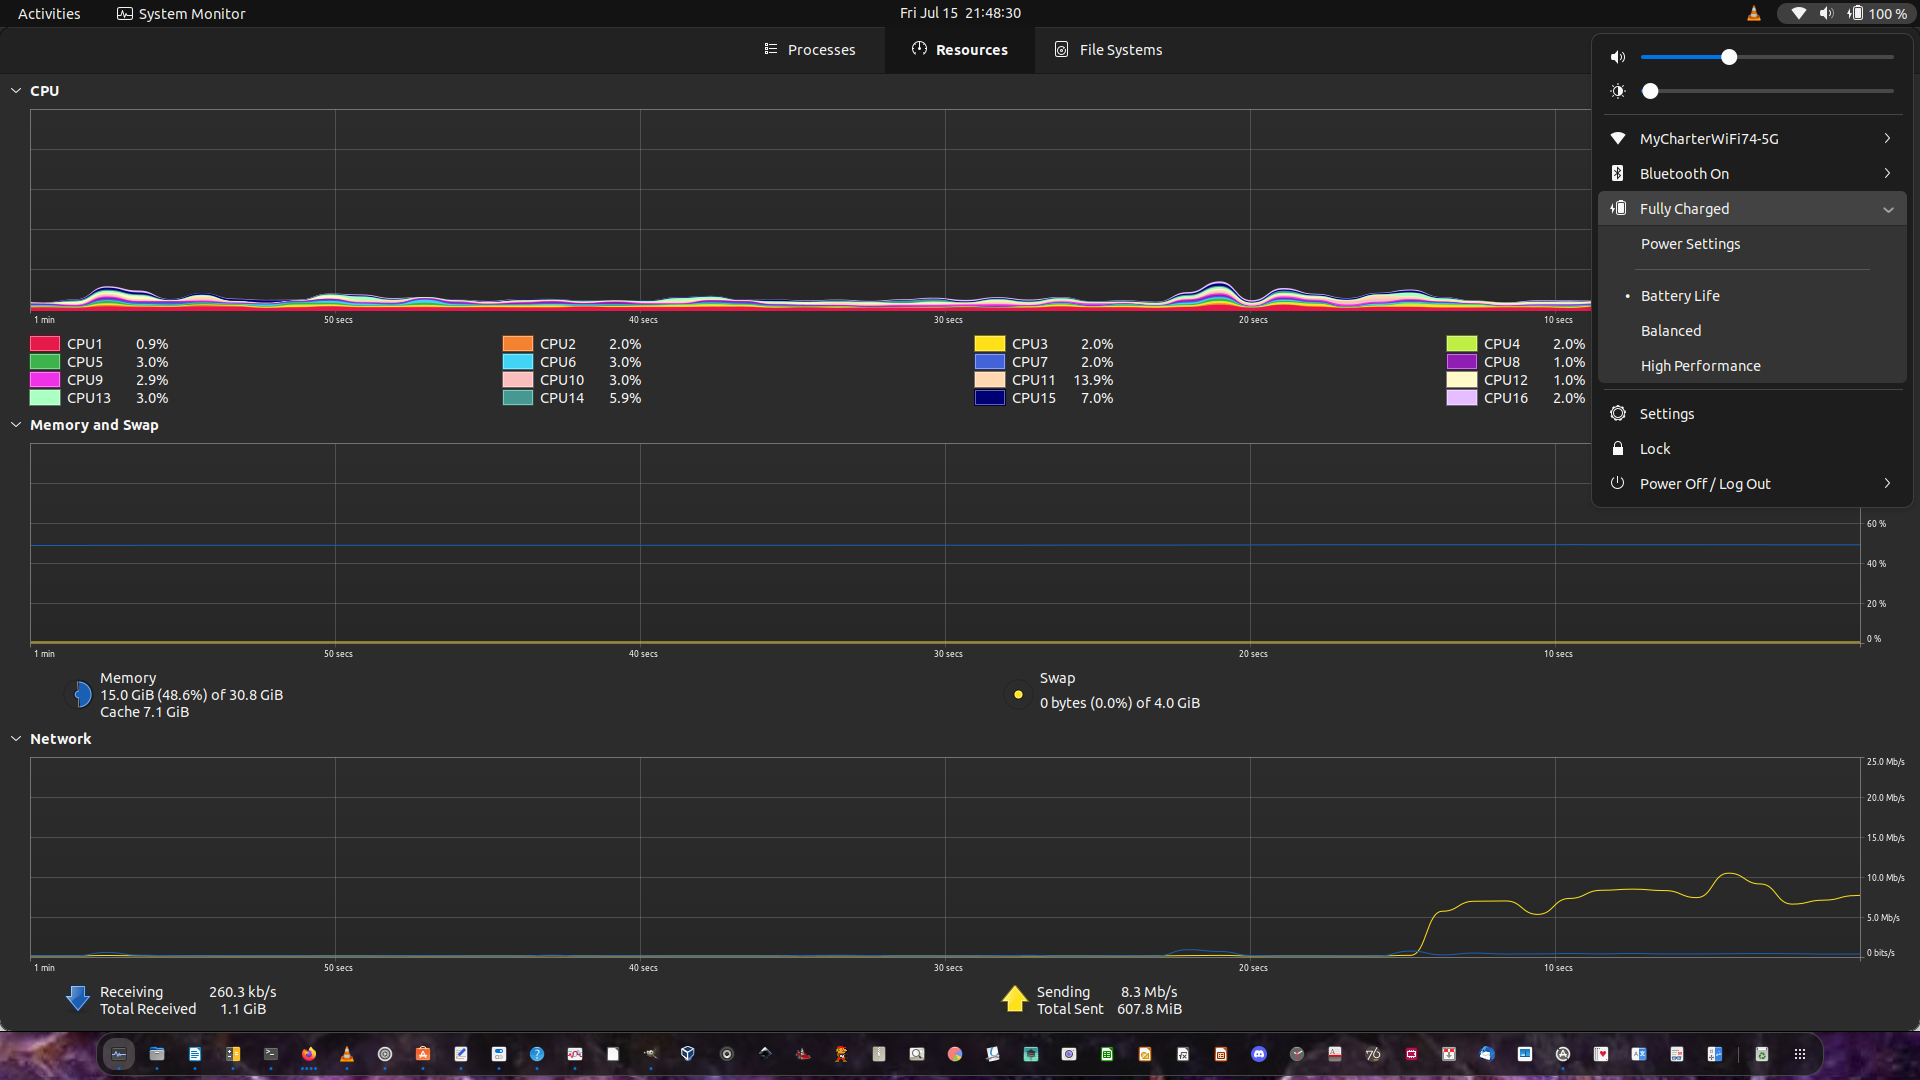 Activities
System Monitor
Fri Jul 15 21:48:30
100 %
Processes
Resources
File Systems
CPU
1 min
50 secs
40 secs
30 secs
20 secs
10 secs
CPU1 0.9%
CPU2 2.0%
CPU3 2.0%
CPU4 2.0%
CPU5 3.0%
CPU6 3.0%
CPU7 2.0%
CPU8 1.0%
CPU9 2.9%
CPU10 3.0%
CPU11 13.9%
CPU12 1.0%
CPU13 3.0%
CPU14 5.9%
CPU15 7.0%
CPU16 2.0%
MyCharterWiFi74-5G
Bluetooth On
Fully Charged
Power Settings
Battery Life
Balanced
High Performance
Settings
Lock
Power Off / Log Out
Memory and Swap
60 %
40 %
20 %
0 %
1 min
50 secs
40 secs
30 secs
20 secs
10 secs
Memory
15.0 GiB (48.6%) of 30.8 GiB
Cache 7.1 GiB
Swap
0 bytes (0.0%) of 4.0 GiB
Network
25.0 Mb/s
20.0 Mb/s
15.0 Mb/s
10.0 Mb/s
5.0 Mb/s
0 bits/s
1 min
50 secs
40 secs
30 secs
20 secs
10 secs
Receiving 260.3 kb/s
Total Received 1.1 GiB
Sending 8.3 Mb/s
Total Sent 607.8 MiB